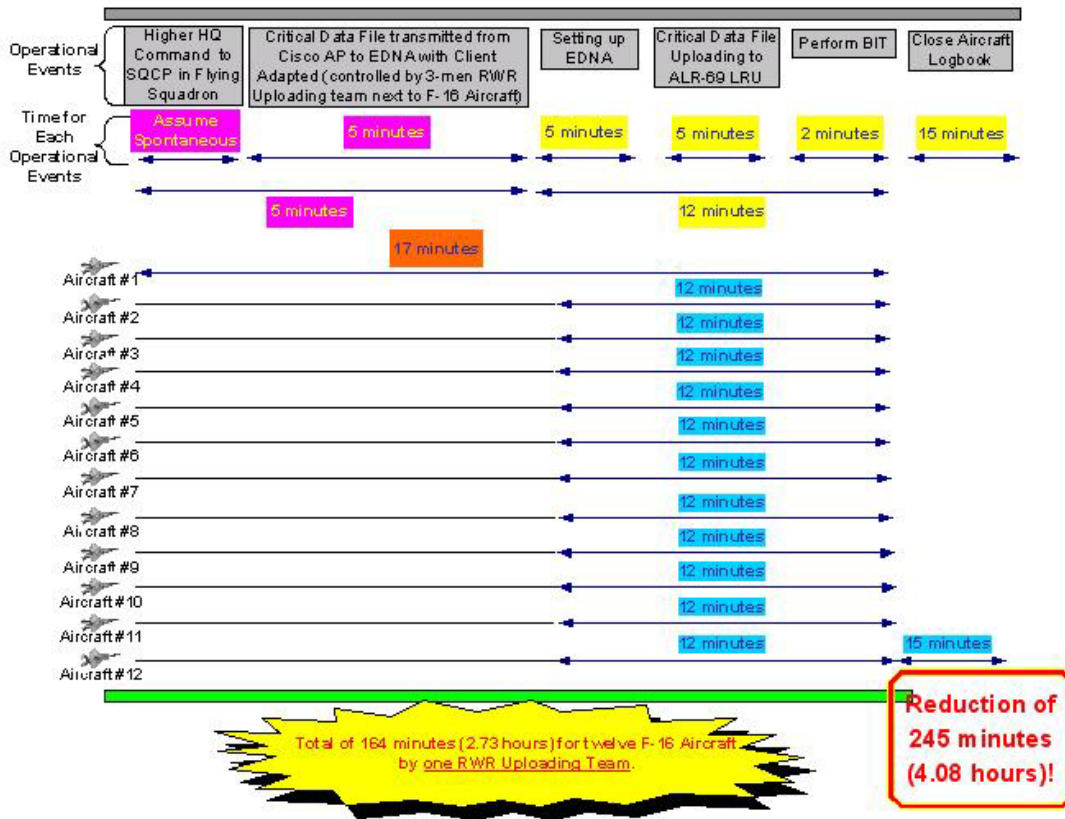 Operational
Events
Higher HQ
Command to
SQCP in Flying
Squadron
Critical Data File transmitted from
Cisco AP to EDNA with Client
Adapted (controlled by 3-men RWR
Uploading team next to F-16 Aircraft)
Setting up
EDNA
Critical Data File
Uploading to
ALR-69 LRU
Perform BIT
Close Aircraft
Logbook
Time for
Each
Operational
Events
Assume
Spontaneous
5 minutes
5 minutes
5 minutes
2 minutes
15 minutes
5 minutes
12 minutes
17 minutes
Aircraft #1
12 minutes
Aircraft #2
12 minutes
Aircraft #3
12 minutes
Aircraft #4
12 minutes
Aircraft #5
12 minutes
Aircraft #6
12 minutes
Aircraft #7
12 minutes
Aircraft #8
12 minutes
Aircraft #9
12 minutes
Aircraft #10
12 minutes
Aircraft #11
12 minutes
15 minutes
Aircraft #12
Total of 164 minutes (2.73 hours) for twelve F-16 Aircraft
by one RWR Uploading Team.
Reduction of
245 minutes
(4.08 hours)!